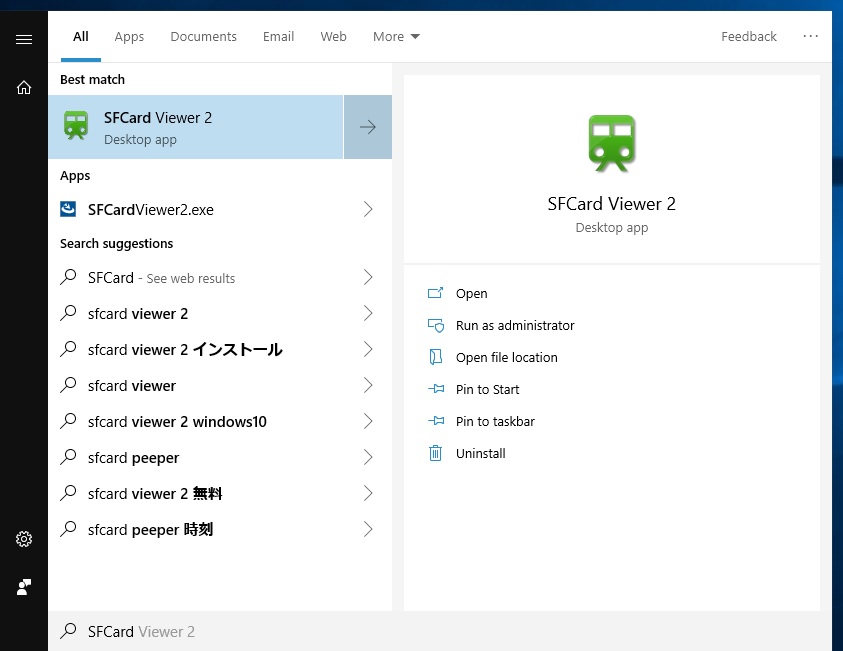 All Apps Documents Email Web More Feedback ...
Best match
SFCard Viewer 2
Desktop app
Apps
SFCardViewer2.exe
Search suggestions
SFCard - See web results
sfcard viewer 2
sfcard viewer 2 インストール
sfcard viewer
sfcard viewer 2 windows10
sfcard peeper
sfcard viewer 2 無料
sfcard peeper 時刻
SFCard Viewer 2
Desktop app
Open
Run as administrator
Open file location
Pin to Start
Pin to taskbar
Uninstall
SFCard Viewer 2